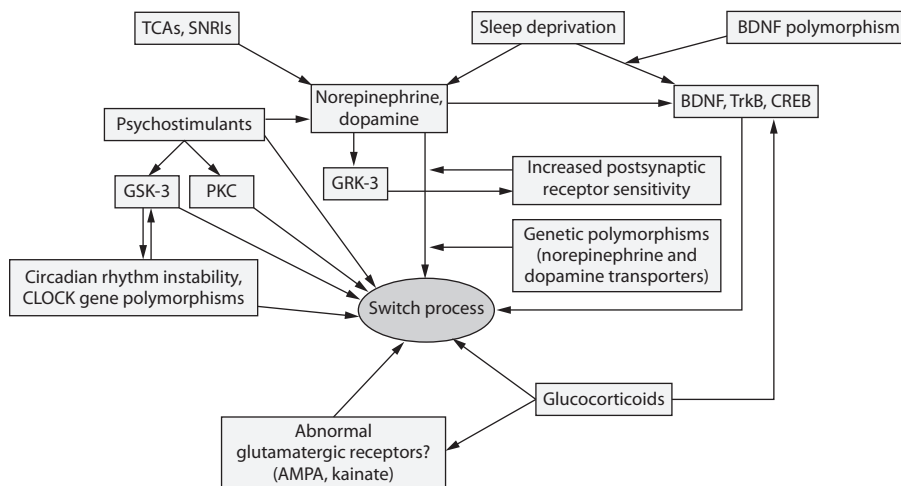 TCAs, SNRIs
Sleep deprivation
BDNF polymorphism
Norepinephrine,
dopamine
BDNF, TrkB, CREB
Psychostimulants
GSK-3
PKC
GRK-3
Increased postsynaptic
receptor sensitivity
Genetic polymorphisms
(norepinephrine and
dopamine transporters)
Circadian rhythm instability,
CLOCK gene polymorphisms
Switch process
Glucocorticoids
Abnormal
glutamatergic receptors?
(AMPA, kainate)